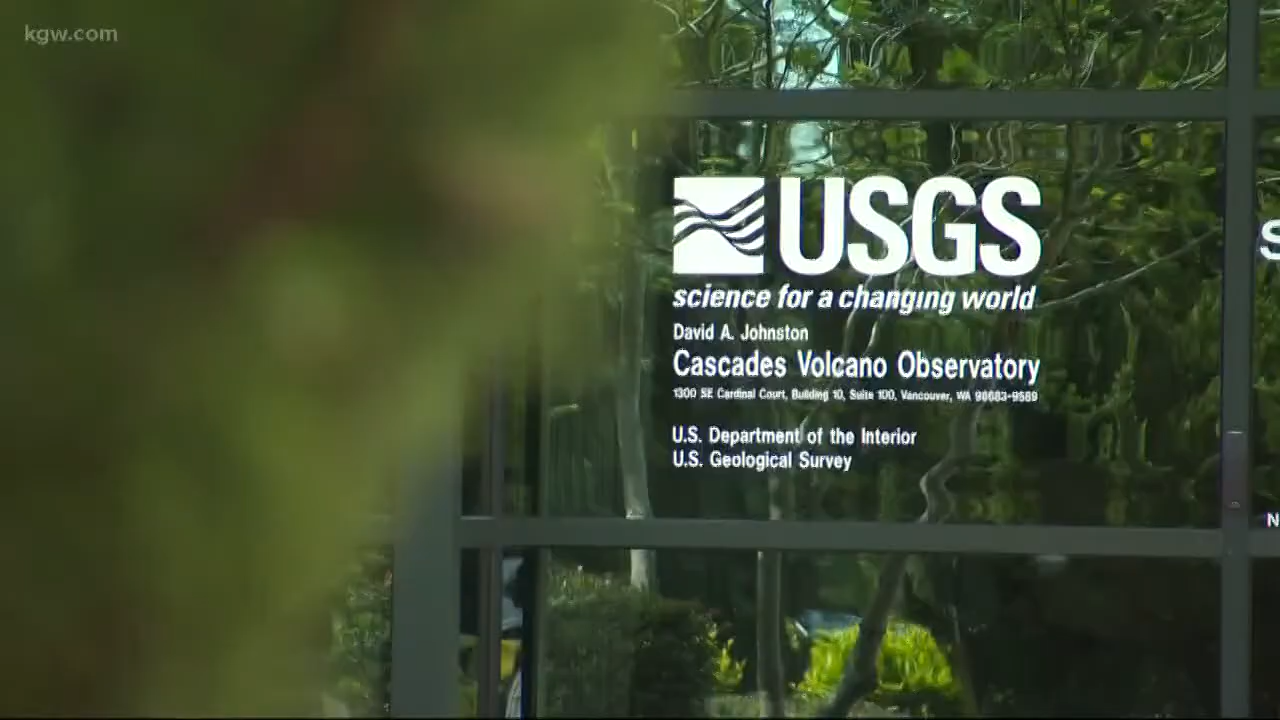 kgw.com
USGS
science for a changing world
David A. Johnston
Cascades Volcano Observatory
1300 SE Cardinal Court, Building 10, Suite 100, Vancouver, WA 98683-9589
U.S. Department of the Interior
U.S. Geological Survey
S
N